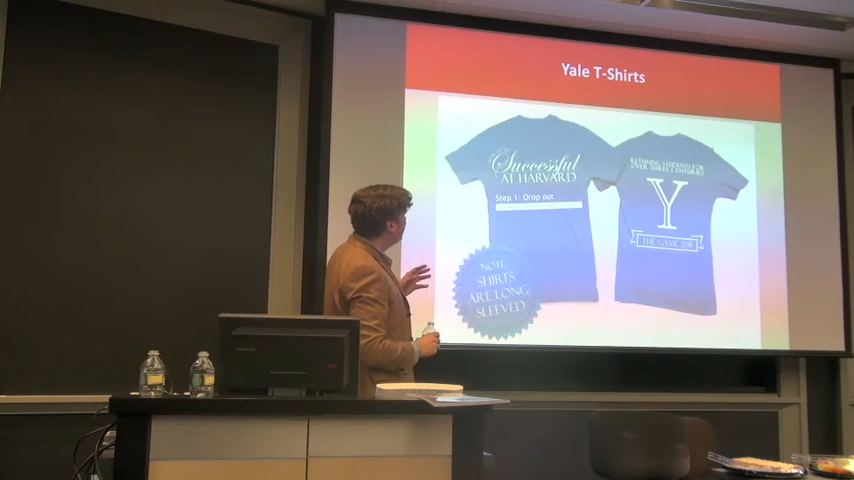 Yale T-Shirts
Successful
AT HARVARD
Step 1: Drop out.
RETAINING STUDENTS FOR
OVER THREE CENTURIES
Y
THE GAME 2011
NOTE:
SHIRTS
ARE LONG
SLEEVED